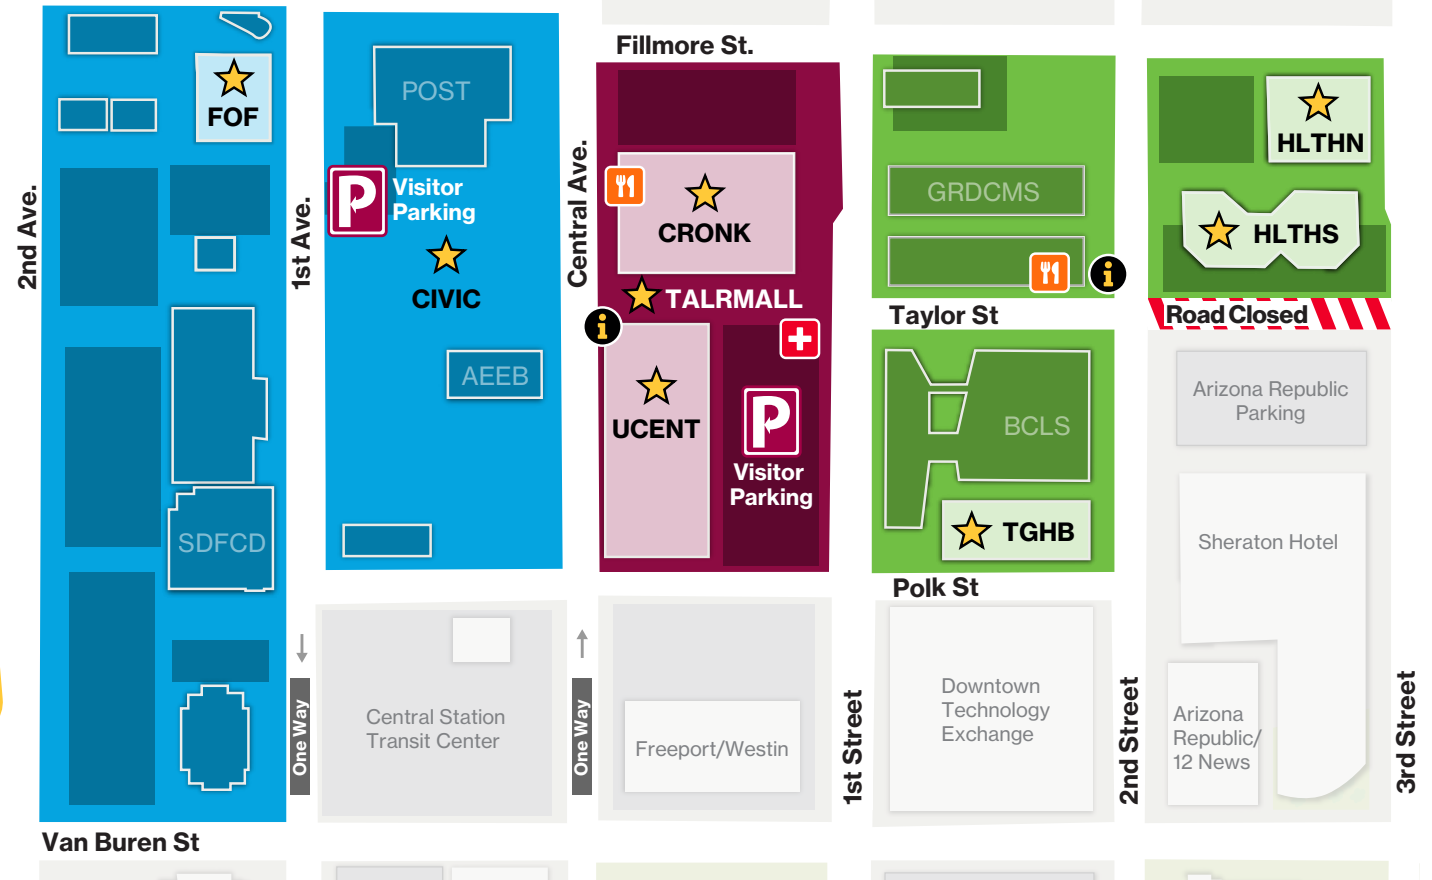 Fillmore St.
POST
FOF
HLTHN
2nd Ave.
1st Ave.
P
Visitor
Parking
Central Ave.
CRONK
GRDCMS
HLTHS
CIVIC
TALRMALL
i
i
Taylor St
Road Closed
AEEB
UCENT
P
Visitor
Parking
BCLS
Arizona Republic
Parking
SDFCD
TGHB
Sheraton Hotel
Polk St
One Way
Central Station
Transit Center
One Way
Freeport/Westin
1st Street
Downtown
Technology
Exchange
2nd Street
Arizona
Republic/
12 News
3rd Street
Van Buren St